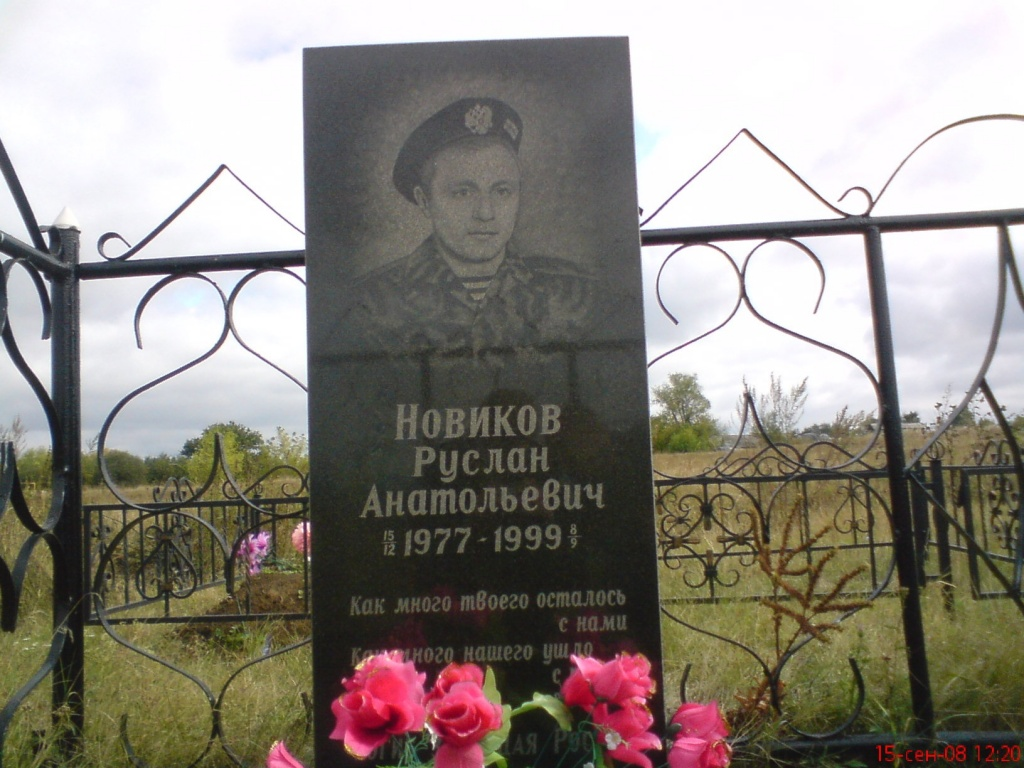 Новиков
Руслан
Анатольевич
15/12 1977 - 1999 8/9
Как много твоего осталось
с нами
нашего ушло
с
15-сен-08 12:20